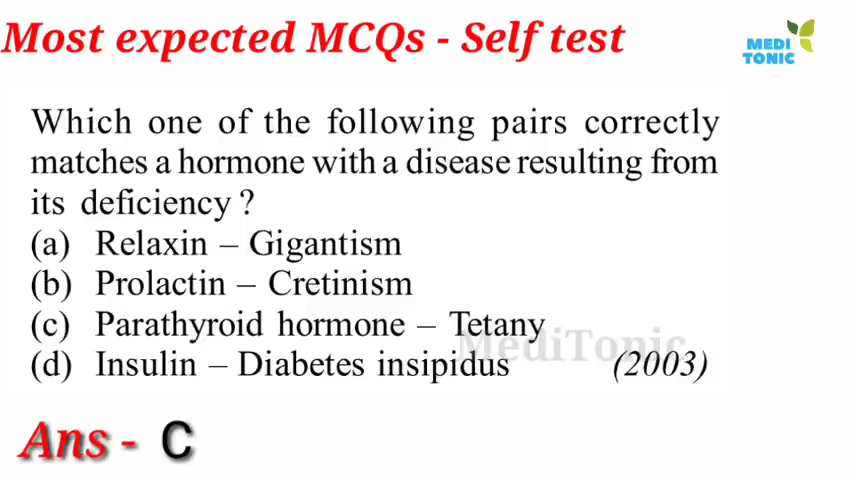 Most expected MCQs - Self test
MEDI
TONIC
Which one of the following pairs correctly
matches a hormone with a disease resulting from
its deficiency ?
(a) Relaxin – Gigantism
(b) Prolactin – Cretinism
(c) Parathyroid hormone – Tetany
MediTonic
(d) Insulin – Diabetes insipidus (2003)
Ans - C